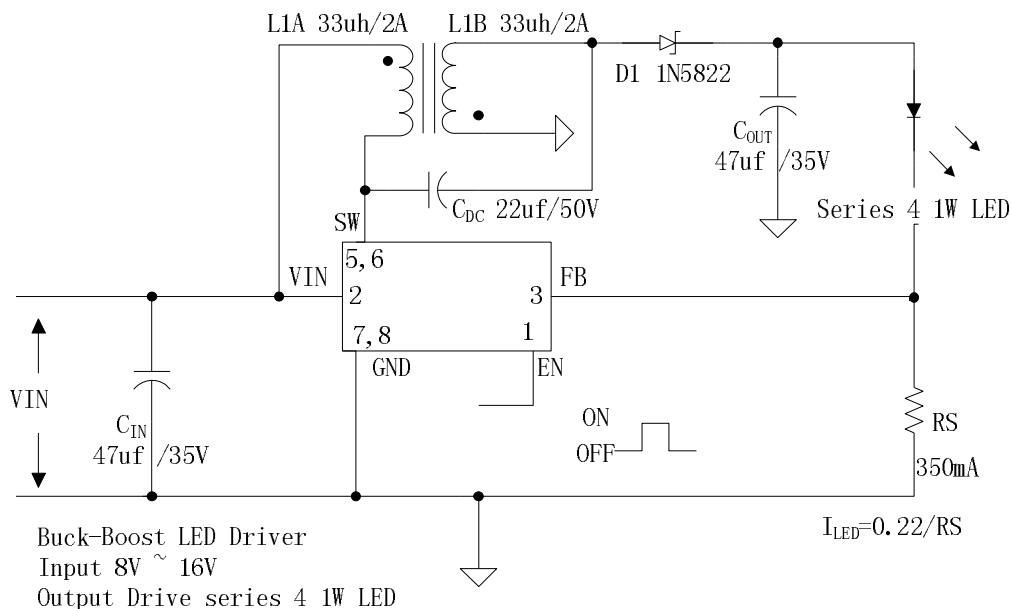 L1A 33uh/2A L1B 33uh/2A
D1 1N5822
COUT
47uf /35V
CDC 22uf/50V
Series 4 1W LED
SW
5,6
VIN
FB
2
3
7,8
1
GND
EN
VIN
CIN
47uf /35V
ON
OFF
RS
350mA
ILED=0.22/RS
Buck-Boost LED Driver
Input 8V ~ 16V
Output Drive series 4 1W LED